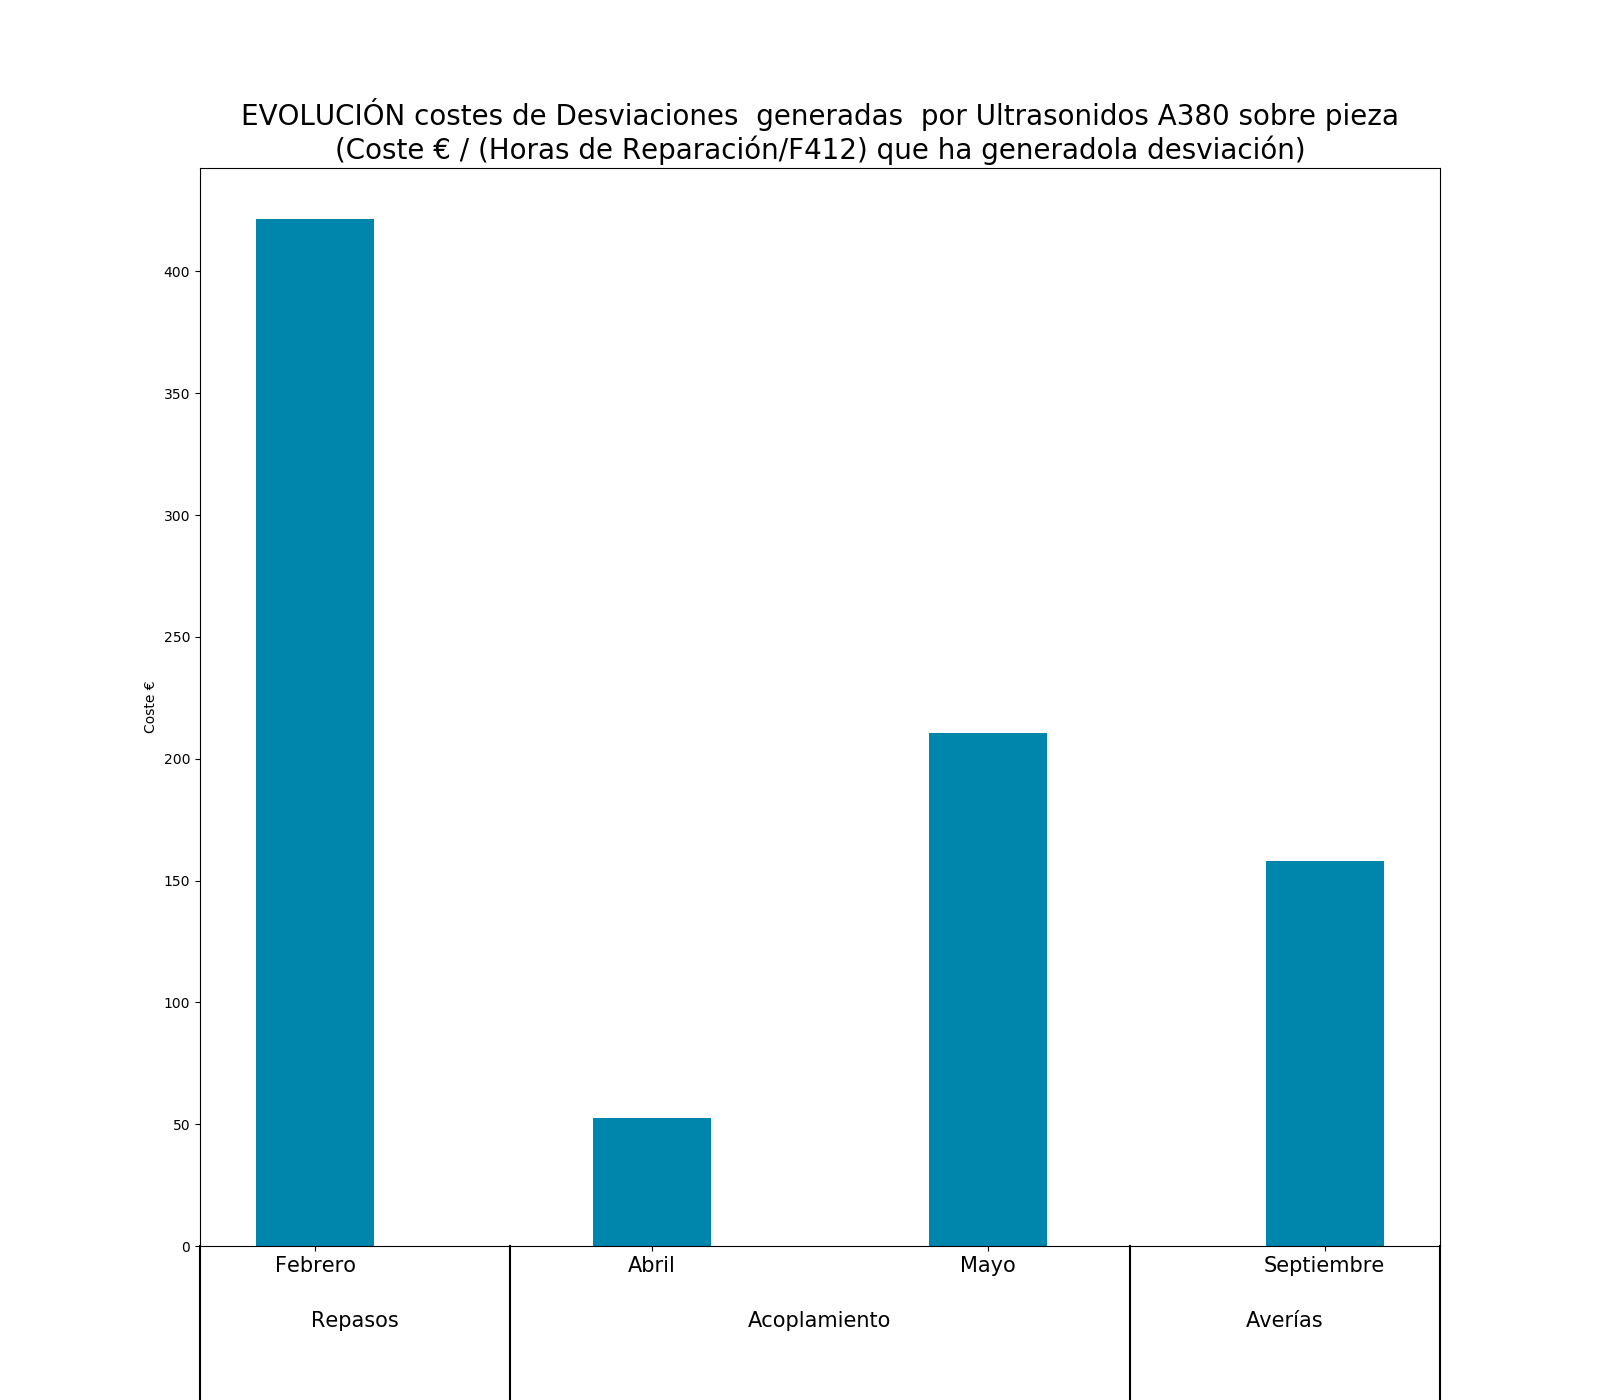 EVOLUCIÓN costes de Desviaciones  generadas  por Ultrasonidos A380 sobre pieza
(Coste € / (Horas de Reparación/F412) que ha generadola desviación)
400
350
300
250
200
150
100
50
0
Coste €
Febrero
Abril
Mayo
Septiembre
Repasos
Acoplamiento
Averías